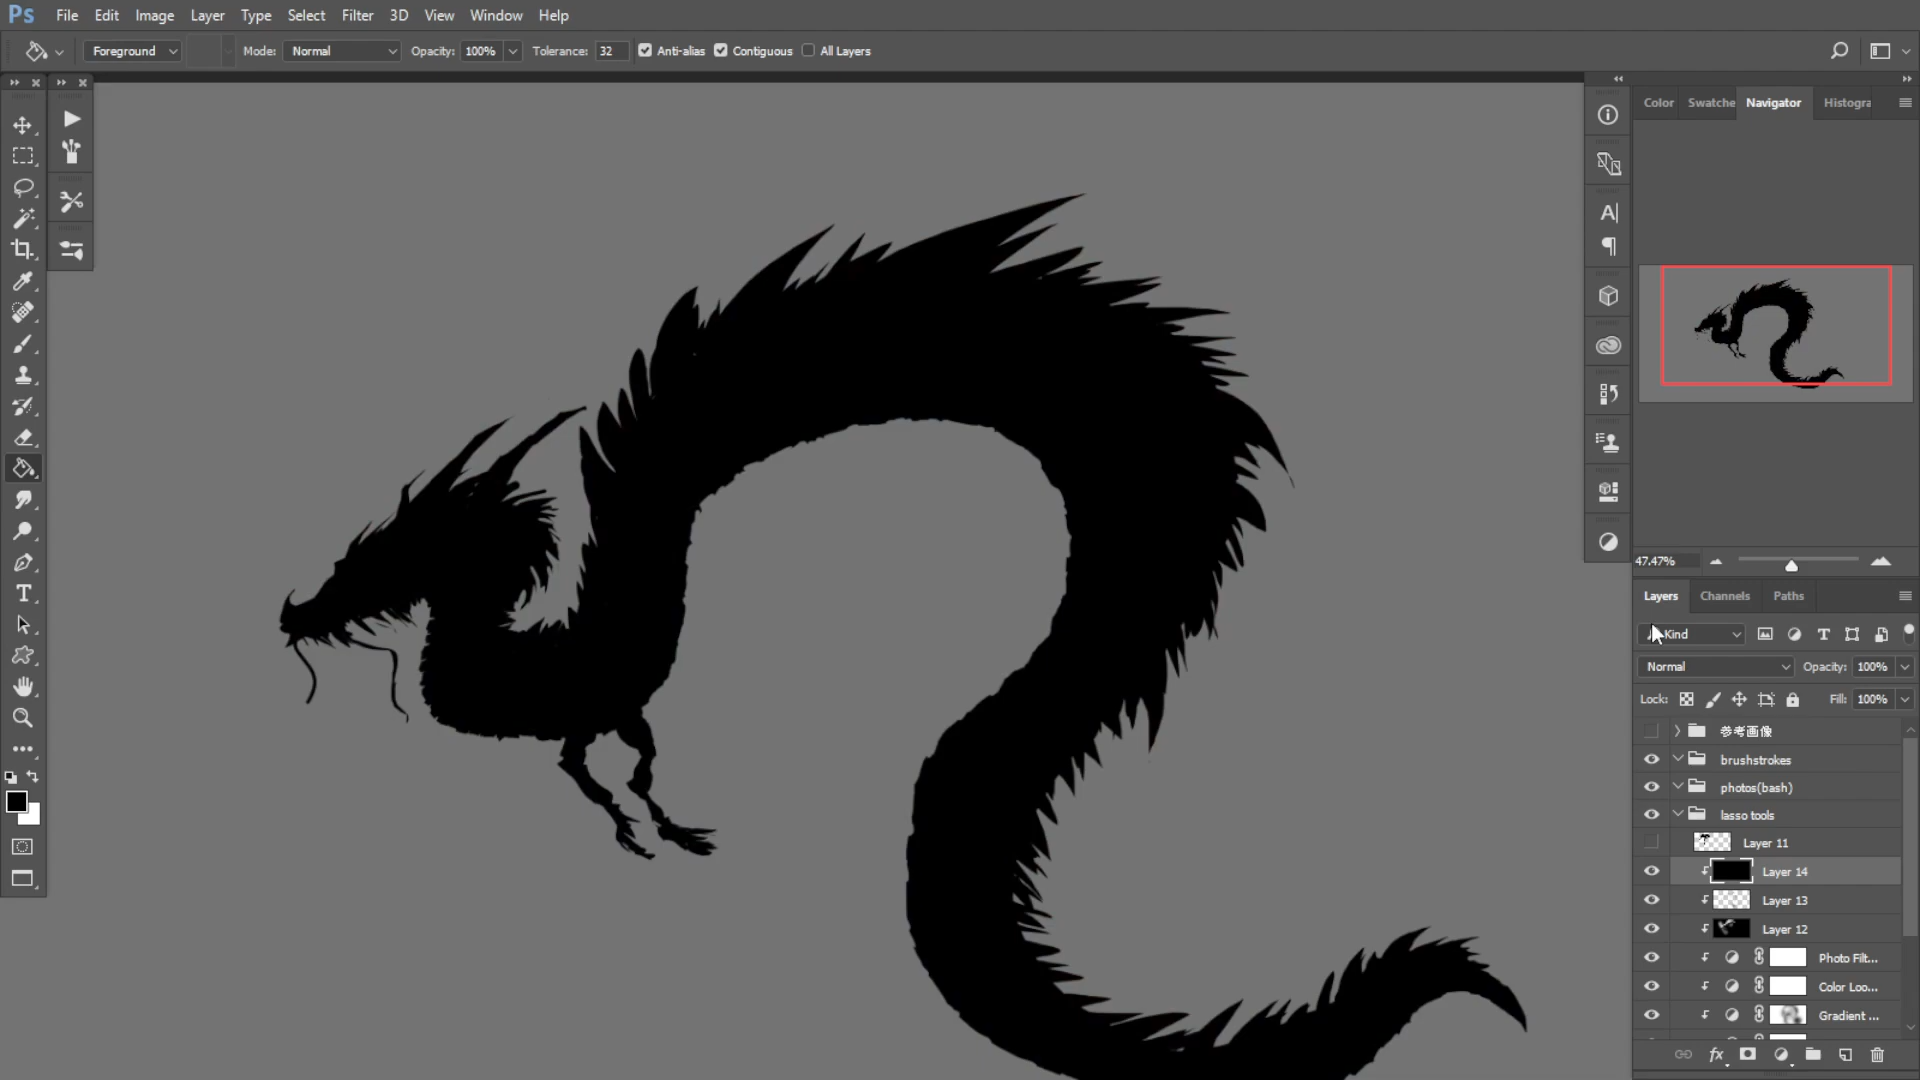 Ps File Edit Image Layer Type Select Filter 3D View Window Help
Foreground Mode: Normal Opacity: 100% Tolerance: 32 Anti-alias Contiguous All Layers
Color Swatche Navigator Histogra
47.47%
Layers Channels Paths
Kind
Normal Opacity: 100%
Lock: Fill: 100%
参考画像
brushstrokes
photos(bash)
lasso tools
Layer 11
Layer 14
Layer 13
Layer 12
Photo Filt...
Color Loo...
Gradient ...
fx